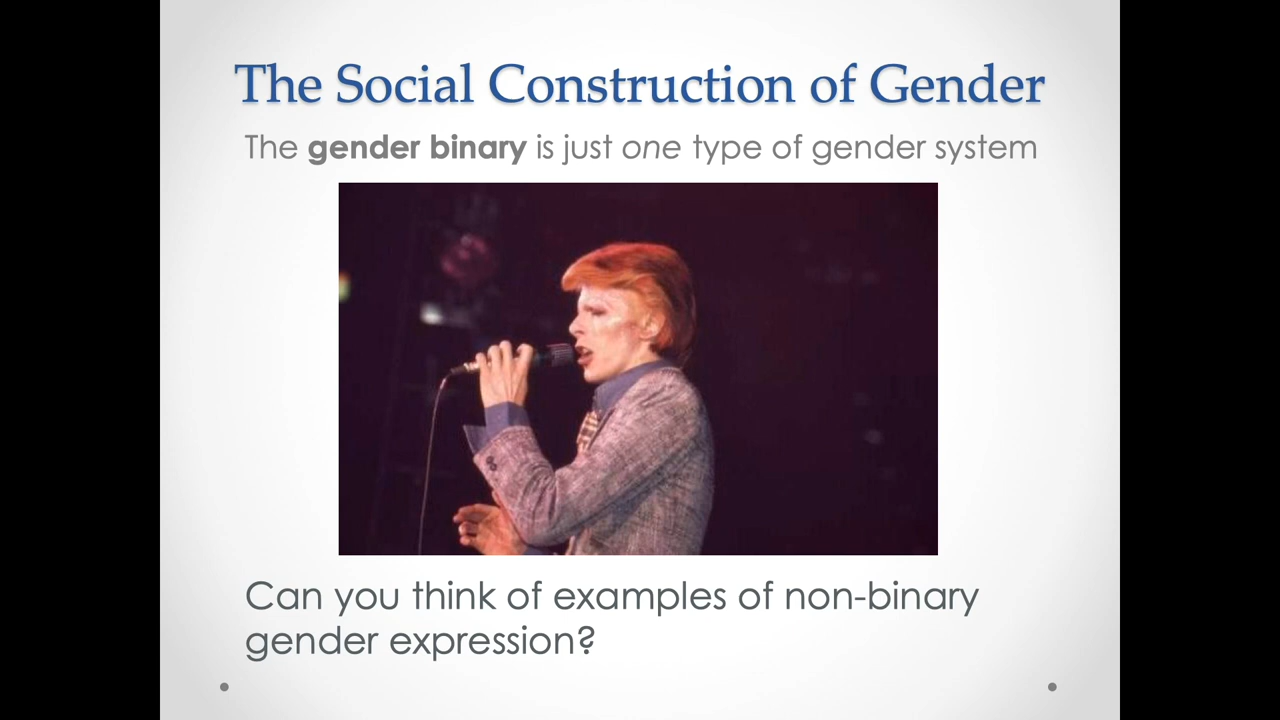 The Social Construction of Gender
The gender binary is just one type of gender system
Can you think of examples of non-binary
gender expression?